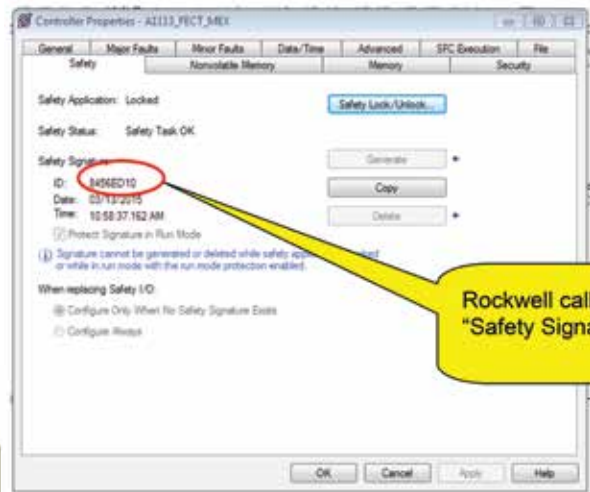 Controller Properties - A1113_FECT_MEX
General Major Faults Minor Faults Date/Time Advanced SFC Execution File
Safety Nonvolatile Memory Memory Security
Safety Application: Locked
Safety Lock/Unlock...
Safety Status: Safety Task OK
Safety Signature:
Generate
ID: 8456ED10
Copy
Date: 03/13/2015
Time: 10:58:37.162 AM
Delete
Protect Signature in Run Mode
Signature cannot be generated or deleted while safety
or while in run mode with the run mode protection enabled.
When replacing Safety I/O:
Configure Only When No Safety Signature Exists
Configure Always
Rockwell
"Safety
OK Cancel Apply Help